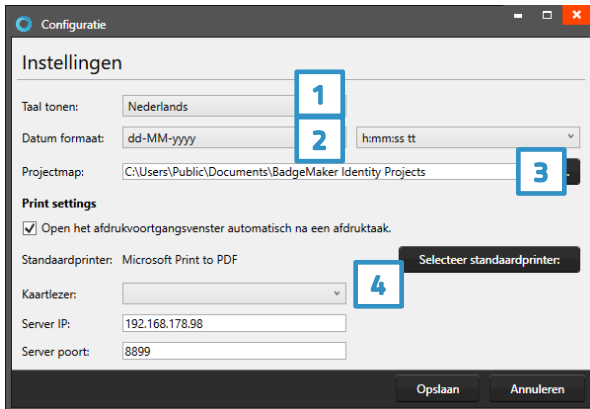 Configuratie
Instellingen
Taal tonen: Nederlands 1
Datum formaat: dd-MM-yyyy 2 h:mm:ss tt
Projectmap: C:\Users\Public\Documents\BadgeMaker Identity Projects 3
Print settings
Open het afdrukvoortgangsvenster automatisch na een afdruktaak.
Standaardprinter: Microsoft Print to PDF Selecteer standaardprinter:
4
Kaartlezer:
Server IP: 192.168.178.98
Server poort: 8899
Opslaan Annuleren